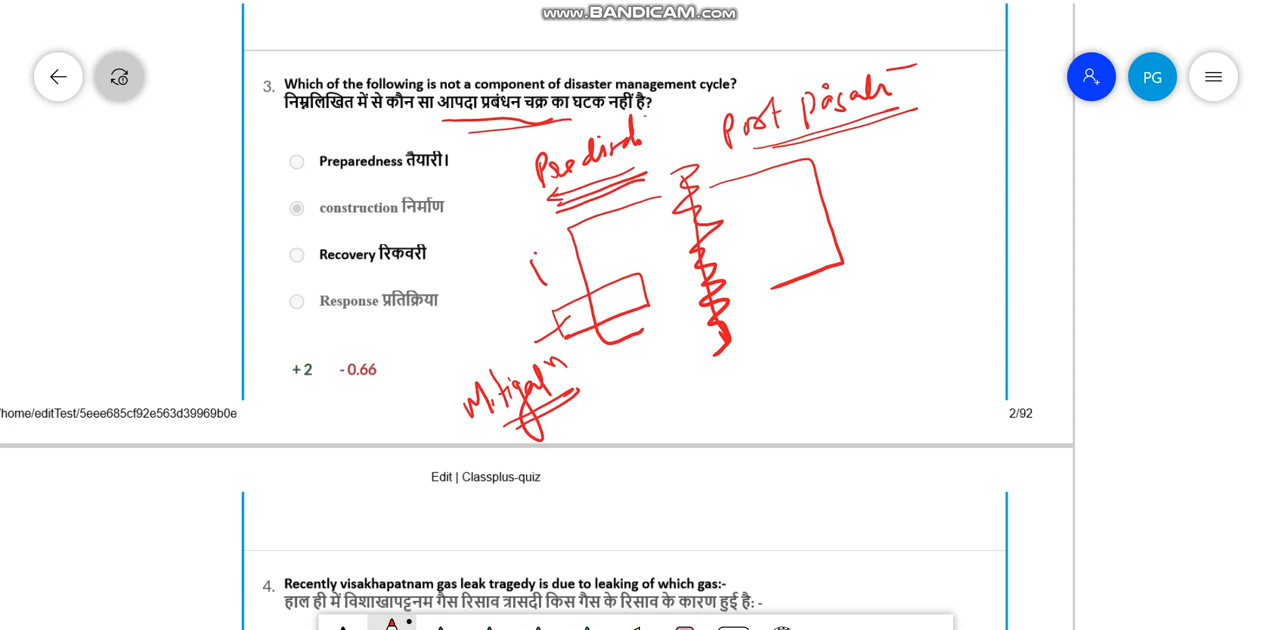 www.BANDICAM.com
PG
3. Which of the following is not a component of disaster management cycle?
निम्नलिखित में से कौन सा आपदा प्रबंधन चक्र का घटक नहीं है?
Post
Preparedness तैयारी।
construction निर्माण
Recovery रिकवरी
Response प्रतिक्रिया
+ 2 - 0.66
/home/editTest/5eee685cf92e563d39969b0e
2/92
Edit | Classplus-quiz
4. Recently visakhapatnam gas leak tragedy is due to leaking of which gas:-
हाल ही में विशाखापट्टनम गैस रिसाव त्रासदी किस गैस के रिसाव के कारण हुई है: -